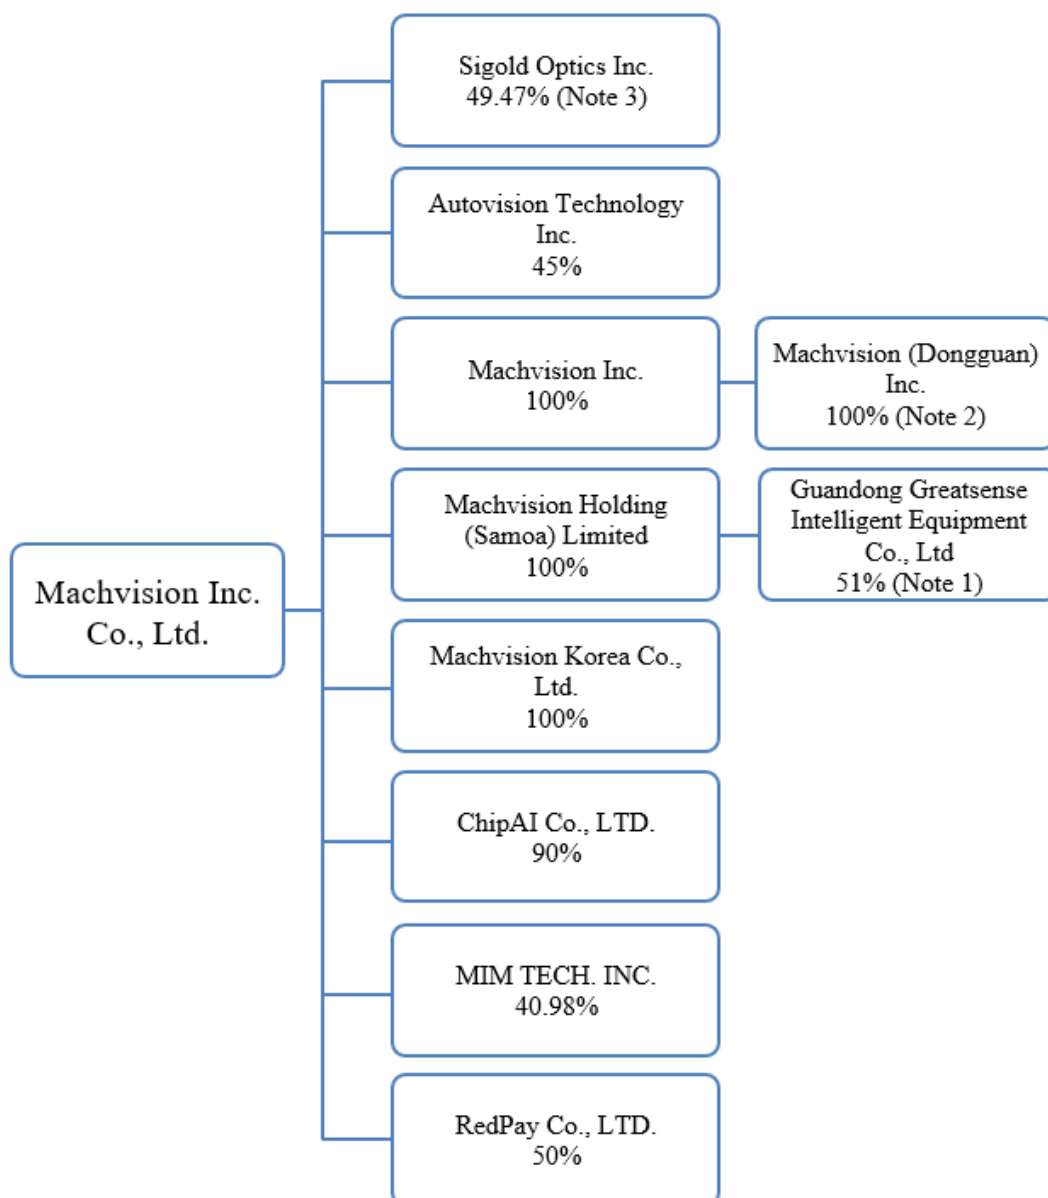 Sigold Optics Inc.
49.47% (Note 3)
Autovision Technology
Inc.
45%
Machvision Inc.
100%
Machvision (Dongguan)
Inc.
100% (Note 2)
Machvision Holding
(Samoa) Limited
100%
Guandong Greatsense
Intelligent Equipment
Co., Ltd
51% (Note 1)
Machvision Inc.
Co., Ltd.
Machvision Korea Co.,
Ltd.
100%
ChipAI Co., LTD.
90%
MIM TECH. INC.
40.98%
RedPay Co., LTD.
50%